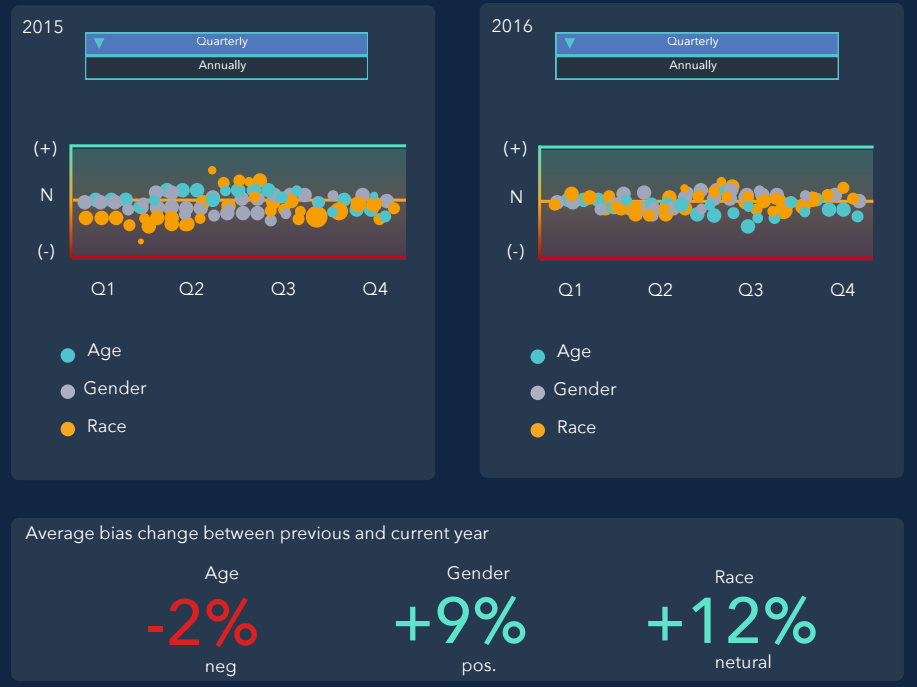 2015
Quarterly
Annually
(+)
N
(-)
Q1 Q2 Q3 Q4
Age
Gender
Race
2016
Quarterly
Annually
(+)
N
(-)
Q1 Q2 Q3 Q4
Age
Gender
Race
Average bias change between previous and current year
Age Gender Race
-2% +9% +12%
neg pos. netural